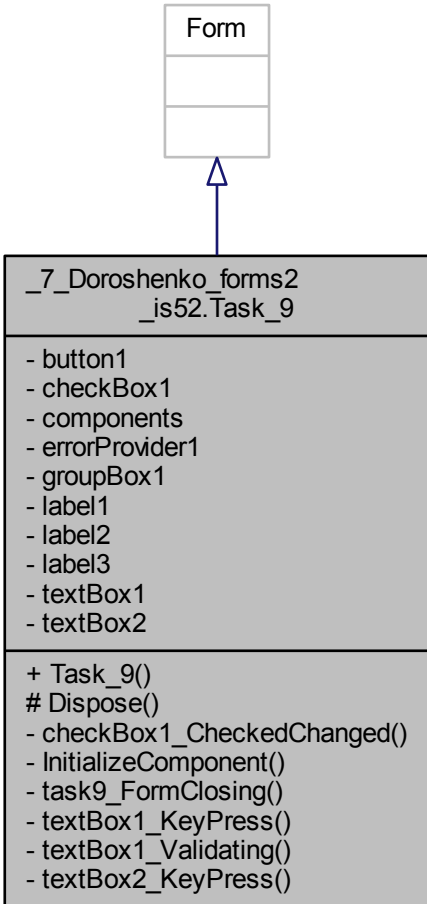 Form
_7_Doroshenko_forms2
_is52.Task_9
- button1
- checkBox1
- components
- errorProvider1
- groupBox1
- label1
- label2
- label3
- textBox1
- textBox2
+ Task_9()
# Dispose()
- checkBox1_CheckedChanged()
- InitializeComponent()
- task9_FormClosing()
- textBox1_KeyPress()
- textBox1_Validating()
- textBox2_KeyPress()